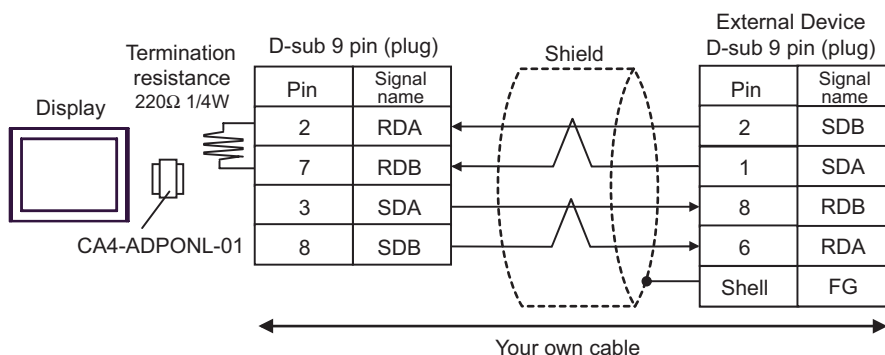 External Device
D-sub 9 pin (plug)
D-sub 9 pin (plug)
Shield
Termination
resistance
220Ω 1/4W
Display
CA4-ADPONL-01
Pin Signal name
2 RDA
7 RDB
3 SDA
8 SDB
Pin Signal name
2 SDB
1 SDA
8 RDB
6 RDA
Shell FG
Your own cable